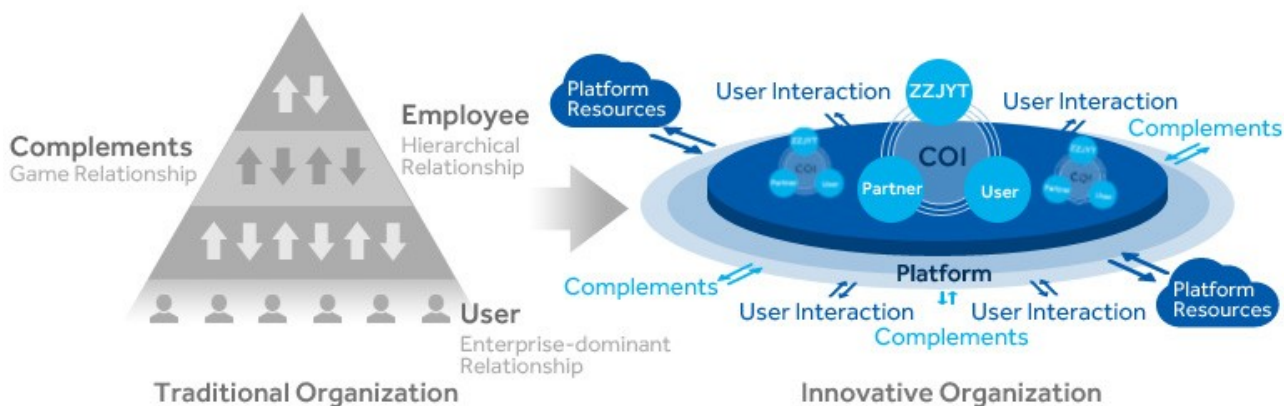 Complements
Game Relationship
Employee
Hierarchical
Relationship
User
Enterprise-dominant
Relationship
Traditional Organization
Platform
Resources
User Interaction
ZZJYT
COI
Partner
User
User Interaction
Complements
ZZJYT
COI
Partner
User
ZZJYT
COI
Partner
User
Platform
Complements
User Interaction
Complements
User Interaction
Platform
Resources
Innovative Organization